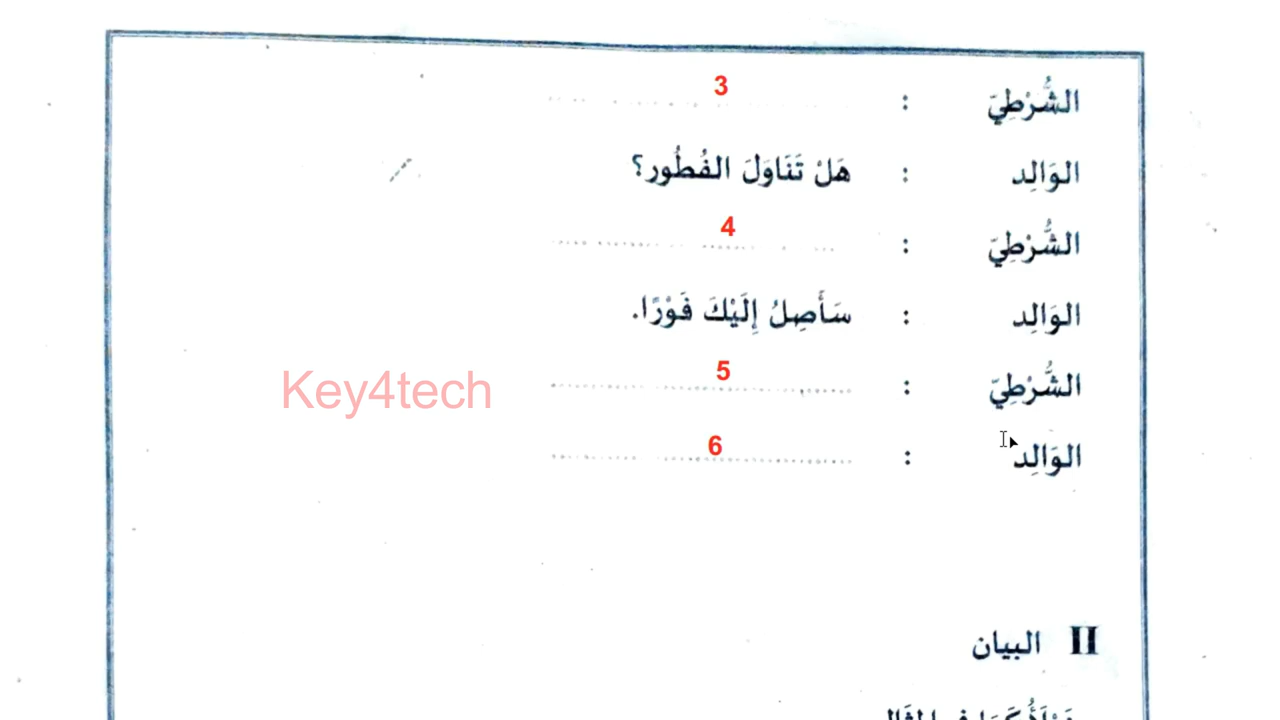 الشُّرْطِيّ : 3
الوَالِد : هَلْ تَنَاوَلَ الفُطُور؟
الشُّرْطِيّ : 4
الوَالِد : سَأَصِلُ إِلَيْكَ فَوْرًا.
الشُّرْطِيّ : 5
Key4tech
الوَالِد : 6
II البيان